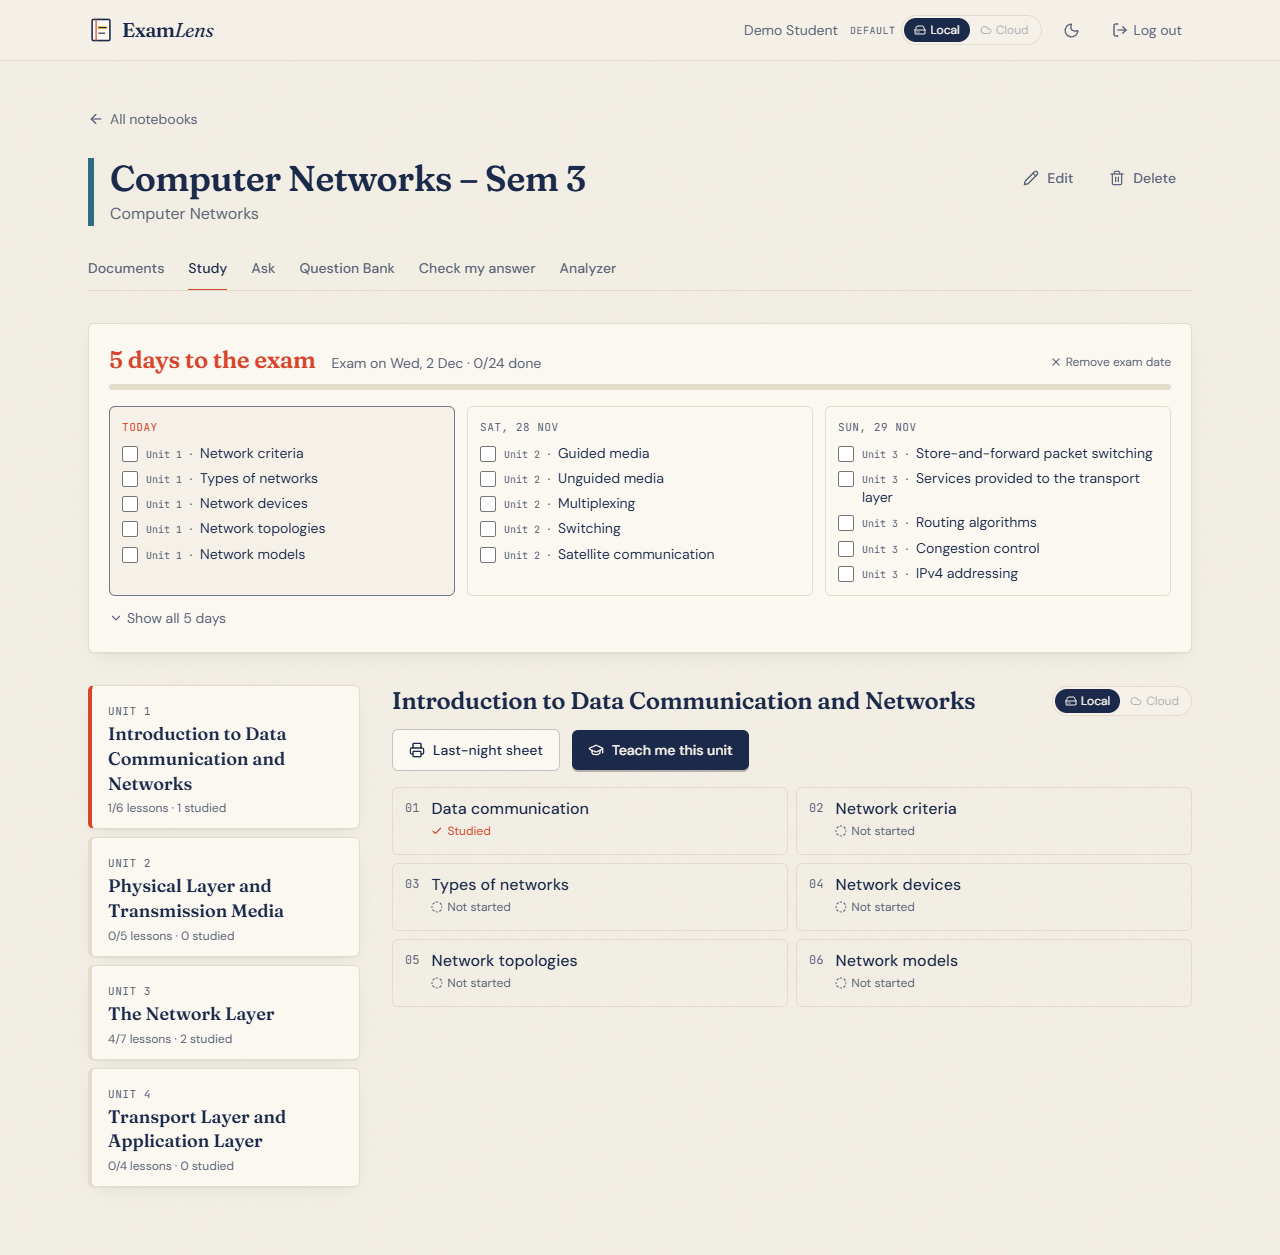 ExamLens
Demo Student
DEFAULT
Local
Cloud
Log out
All notebooks
Computer Networks – Sem 3
Computer Networks
Edit
Delete
Documents
Study
Ask
Question Bank
Check my answer
Analyzer
5 days to the exam
Exam on Wed, 2 Dec · 0/24 done
Remove exam date
TODAY
Unit 1 · Network criteria
Unit 1 · Types of networks
Unit 1 · Network devices
Unit 1 · Network topologies
Unit 1 · Network models
SAT, 28 NOV
Unit 2 · Guided media
Unit 2 · Unguided media
Unit 2 · Multiplexing
Unit 2 · Switching
Unit 2 · Satellite communication
SUN, 29 NOV
Unit 3 · Store-and-forward packet switching
Unit 3 · Services provided to the transport
layer
Unit 3 · Routing algorithms
Unit 3 · Congestion control
Unit 3 · IPv4 addressing
Show all 5 days
UNIT 1
Introduction to Data
Communication and
Networks
1/6 lessons · 1 studied
UNIT 2
Physical Layer and
Transmission Media
0/5 lessons · 0 studied
UNIT 3
The Network Layer
4/7 lessons · 2 studied
UNIT 4
Transport Layer and
Application Layer
0/4 lessons · 0 studied
Introduction to Data Communication and Networks
Local
Cloud
Last-night sheet
Teach me this unit
01 Data communication
Studied
02 Network criteria
Not started
03 Types of networks
Not started
04 Network devices
Not started
05 Network topologies
Not started
06 Network models
Not started